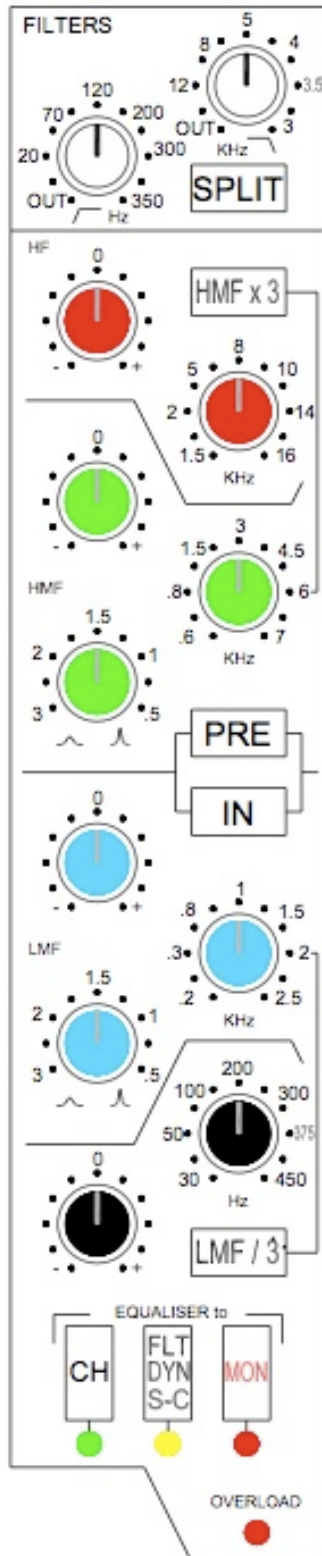 FILTERS
5
8
4
12
3.5
OUT
3
KHz
120
70
200
20
300
OUT
350
Hz
SPLIT
HF
0
-
+
HMF x 3
8
5
10
2
14
1.5
16
KHz
0
-
+
3
1.5
4.5
.8
6
.6
7
KHz
HMF
1.5
2
1
3
.5
PRE
IN
0
-
+
1
.8
1.5
.3
2
.2
2.5
KHz
LMF
1.5
2
1
3
.5
200
100
300
50
375
30
450
Hz
0
-
+
LMF / 3
EQUALISER to
CH
FLT
DYN
S-C
MON
OVERLOAD